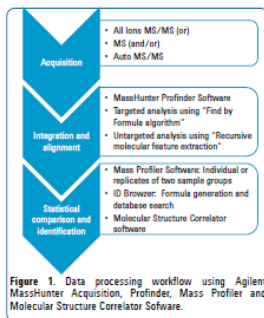 • All Ions MS/MS (or)
• MS (and/or)
• Auto MS/MS
Acquisition
• MassHunter Profinder Software
• Targeted analysis using "Find by
Formula algorithm"
• Untargeted analysis using "Recursive
molecular feature extraction"
Integration and
alignment
• Mass Profiler Software: Individual or
replicates of two sample groups
• ID Browser: Formula generation and
database search
• Molecular Structure Correlator
software
Statistical
comparison and
identification
Figure 1. Data processing workflow using Agilent
MassHunter Acquisition, Profinder, Mass Profiler and
Molecular Structure Correlator Sofware.